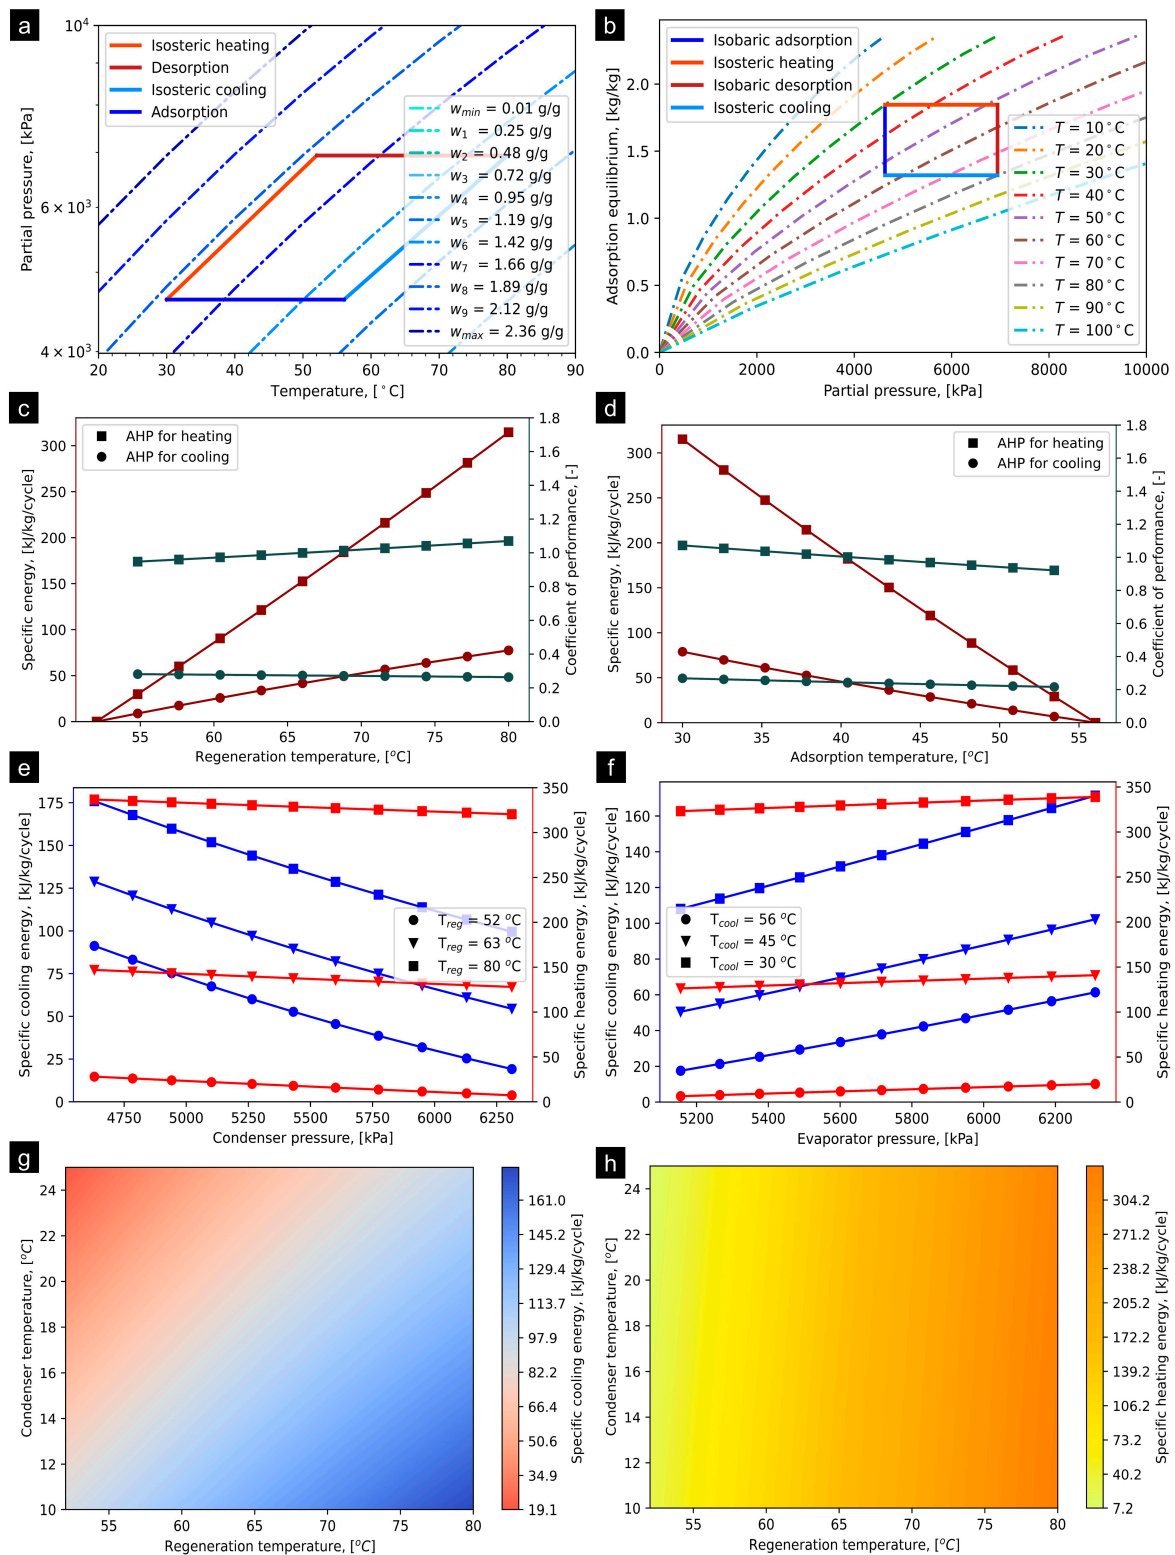 a
10⁴
Partial pressure, [kPa]
6 × 10³
4 × 10³
Isosteric heating
Desorption
Isosteric cooling
Adsorption
w_min = 0.01 g/g
w₁ = 0.25 g/g
w₂ = 0.48 g/g
w₃ = 0.72 g/g
w₄ = 0.95 g/g
w₅ = 1.19 g/g
w₆ = 1.42 g/g
w₇ = 1.66 g/g
w₈ = 1.89 g/g
w₉ = 2.12 g/g
w_max = 2.36 g/g
20 30 40 50 60 70 80 90
Temperature, [°C]
b
Adsorption equilibrium, [kg/kg]
2.0
1.5
1.0
0.5
0.0
Isobaric adsorption
Isosteric heating
Isobaric desorption
Isosteric cooling
T = 10°C
T = 20°C
T = 30°C
T = 40°C
T = 50°C
T = 60°C
T = 70°C
T = 80°C
T = 90°C
T = 100°C
0 2000 4000 6000 8000 10000
Partial pressure, [kPa]
c
Specific energy, [kJ/kg/cycle]
300
250
200
150
100
50
0
AHP for heating
AHP for cooling
1.8
1.6
1.4
1.2
1.0
0.8
0.6
0.4
0.2
0.0
Coefficient of performance, [-]
55 60 65 70 75 80
Regeneration temperature, [°C]
d
Specific energy, [kJ/kg/cycle]
300
250
200
150
100
50
0
AHP for heating
AHP for cooling
1.8
1.6
1.4
1.2
1.0
0.8
0.6
0.4
0.2
0.0
Coefficient of performance, [-]
30 35 40 45 50 55
Adsorption temperature, [°C]
e
Specific cooling energy, [kJ/kg/cycle]
175
150
125
100
75
50
25
0
T_reg = 52 °C
T_reg = 63 °C
T_reg = 80 °C
350
300
250
200
150
100
50
0
Specific heating energy, [kJ/kg/cycle]
4750 5000 5250 5500 5750 6000 6250
Condenser pressure, [kPa]
f
Specific cooling energy, [kJ/kg/cycle]
160
140
120
100
80
60
40
20
0
T_cool = 56 °C
T_cool = 45 °C
T_cool = 30 °C
350
300
250
200
150
100
50
0
Specific heating energy, [kJ/kg/cycle]
5200 5400 5600 5800 6000 6200
Evaporator pressure, [kPa]
g
Condenser temperature, [°C]
24
22
20
18
16
14
12
10
55 60 65 70 75 80
Regeneration temperature, [°C]
161.0
145.2
129.4
113.7
97.9
82.2
66.4
50.6
34.9
19.1
Specific cooling energy, [kJ/kg/cycle]
h
Condenser temperature, [°C]
24
22
20
18
16
14
12
10
55 60 65 70 75 80
Regeneration temperature, [°C]
304.2
271.2
238.2
205.2
172.2
139.2
106.2
73.2
40.2
7.2
Specific heating energy, [kJ/kg/cycle]